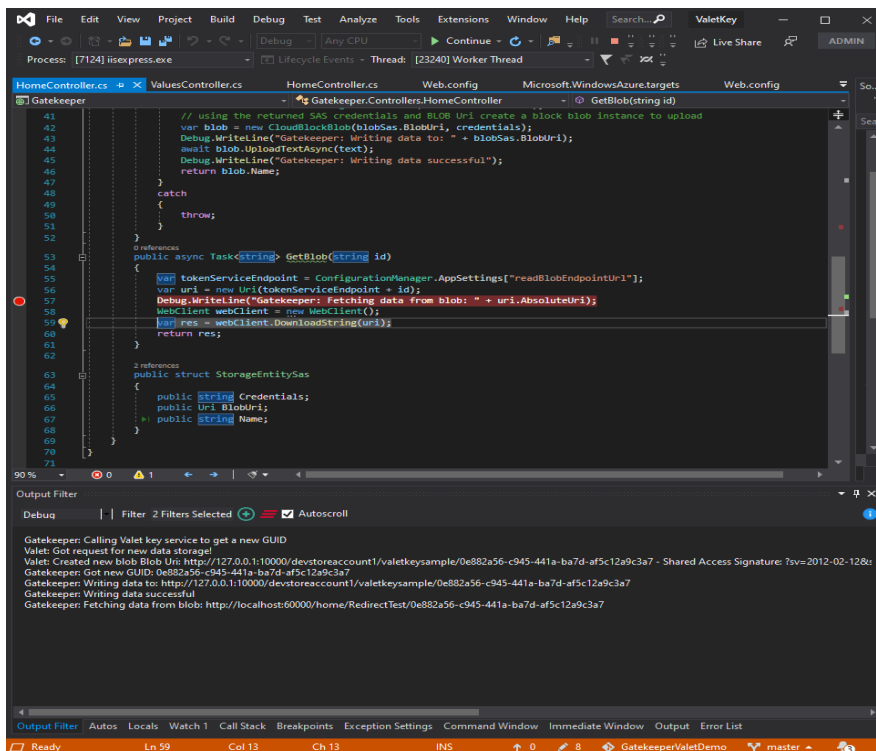 File Edit View Project Build Debug Test Analyze Tools Extensions Window Help Search... ValetKey
Debug Any CPU Continue Live Share ADMIN
Process: [7124] iisexpress.exe Lifecycle Events Thread: [23240] Worker Thread
HomeController.cs ValuesController.cs HomeController.cs Web.config Microsoft.WindowsAzure.targets Web.config So..
Gatekeeper Gatekeeper.Controllers.HomeController GetBlob(string id)
Sea
41 // using the returned SAS credentials and BLOB Uri create a block blob instance to upload
42 var blob = new CloudBlockBlob(blobSas.BlobUri, credentials);
43 Debug.WriteLine("Gatekeeper: Writing data to: " + blobSas.BlobUri);
44 await blob.UploadTextAsync(text);
45 Debug.WriteLine("Gatekeeper: Writing data successful");
46 return blob.Name;
47 }
48 catch
49 {
50 throw;
51 }
52 }
0 references
53 public async Task<string> GetBlob(string id)
54 {
55 var tokenServiceEndpoint = ConfigurationManager.AppSettings["readBlobEndpointUrl"];
56 var uri = new Uri(tokenServiceEndpoint + id);
57 Debug.WriteLine("Gatekeeper: Fetching data from blob: " + uri.AbsoluteUri);
58 WebClient webClient = new WebClient();
59 var res = webClient.DownloadString(uri);
60 return res;
61 }
62
2 references
63 public struct StorageEntitySas
64 {
65 public string Credentials;
66 public Uri BlobUri;
67 public string Name;
68 }
69 }
70 }
71
90 % 0 1
Output Filter
Debug Filter 2 Filters Selected Autoscroll
Gatekeeper: Calling Valet key service to get a new GUID
Valet: Got request for new data storage!
Valet: Created new blob Blob Uri: http://127.0.0.1:10000/devstoreaccount1/valetkeysample/0e882a56-c945-441a-ba7d-af5c12a9c3a7 - Shared Access Signature: ?sv=2012-02-12&s
Gatekeeper: Got new GUID: 0e882a56-c945-441a-ba7d-af5c12a9c3a7
Gatekeeper: Writing data to: http://127.0.0.1:10000/devstoreaccount1/valetkeysample/0e882a56-c945-441a-ba7d-af5c12a9c3a7
Gatekeeper: Writing data successful
Gatekeeper: Fetching data from blob: http://localhost:60000/home/RedirectTest/0e882a56-c945-441a-ba7d-af5c12a9c3a7
Output Filter Autos Locals Watch 1 Call Stack Breakpoints Exception Settings Command Window Immediate Window Output Error List
Ready Ln 59 Col 13 Ch 13 INS 0 8 GatekeeperValetDemo master 3